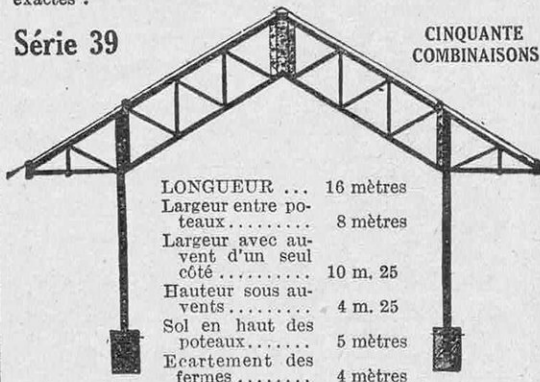 exactes :
Série 39
CINQUANTE
COMBINAISONS
LONGUEUR ... 16 mètres
Largeur entre po-
teaux......... 8 mètres
Largeur avec au-
vent d'un seul
côté .......... 10 m. 25
Hauteur sous au-
vents......... 4 m. 25
Sol en haut des
poteaux....... 5 mètres
Ecartement des
fermes ........ 4 mètres